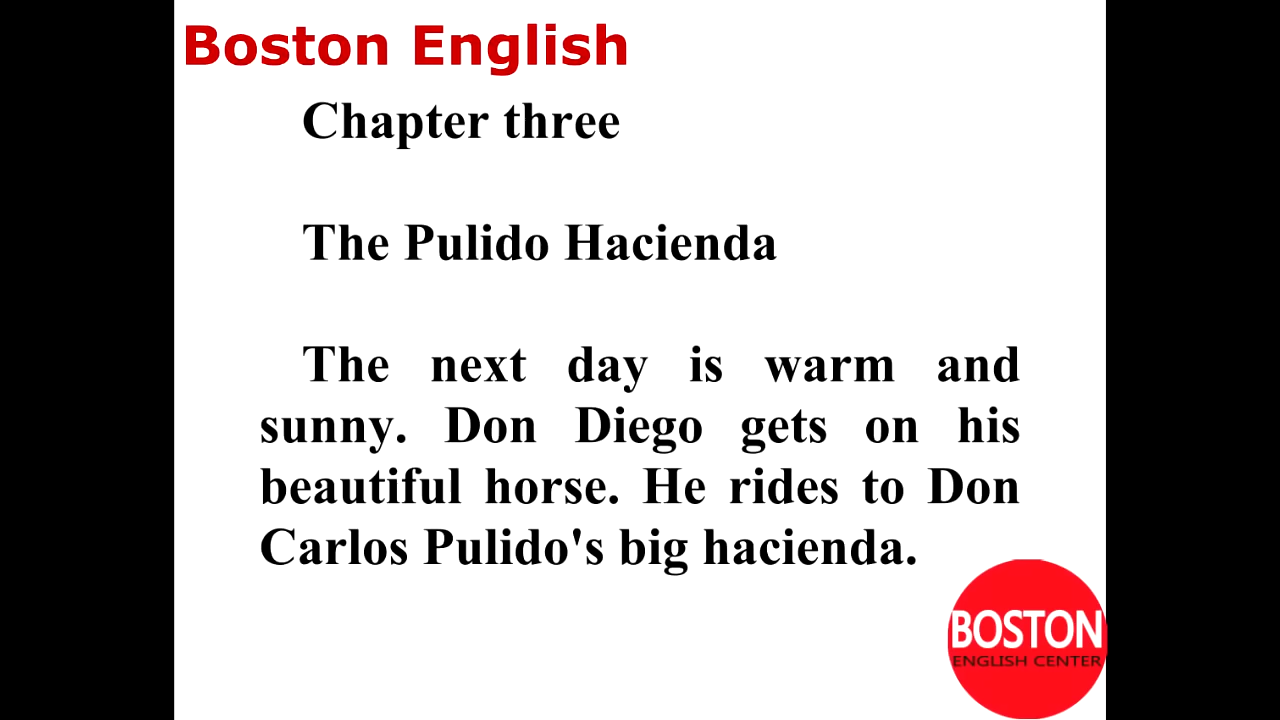 Boston English
Chapter three
The Pulido Hacienda
The next day is warm and
sunny. Don Diego gets on his
beautiful horse. He rides to Don
Carlos Pulido's big hacienda.
BOSTON
ENGLISH CENTER